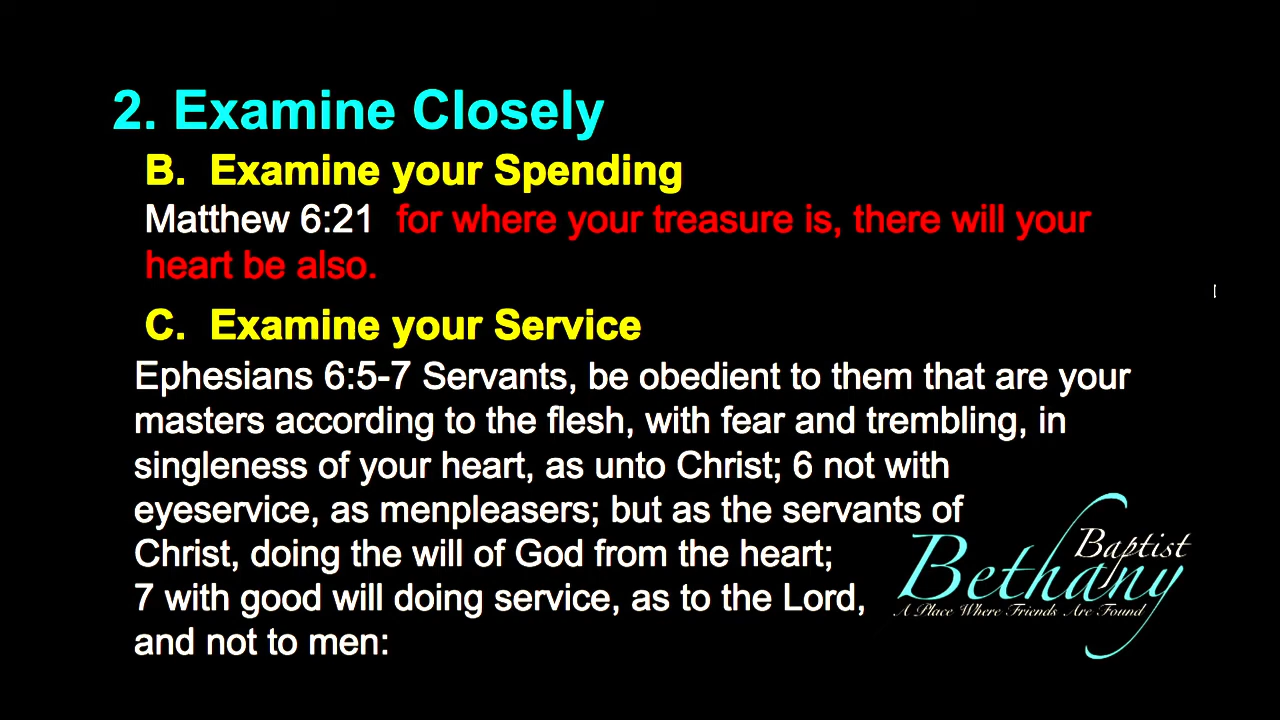 2. Examine Closely
B. Examine your Spending
Matthew 6:21 for where your treasure is, there will your
heart be also.
C. Examine your Service
Ephesians 6:5-7 Servants, be obedient to them that are your
masters according to the flesh, with fear and trembling, in
singleness of your heart, as unto Christ; 6 not with
eyeservice, as menpleasers; but as the servants of
Christ, doing the will of God from the heart;
7 with good will doing service, as to the Lord,
and not to men:
Baptist
Bethany
A Place Where Friends Are Found